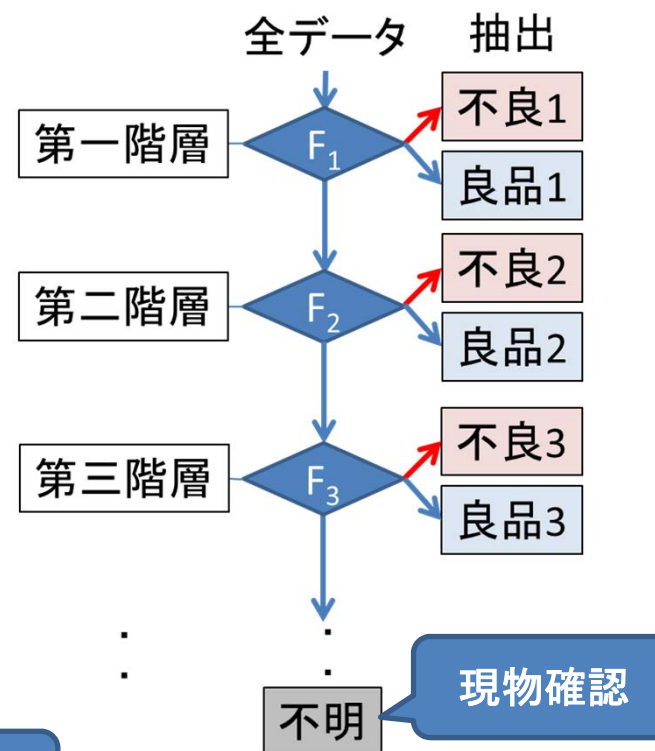 全データ 抽出
不良1
第一階層 F1
良品1
不良2
第二階層 F2
良品2
不良3
第三階層 F3
良品3
: :
現物確認
不明